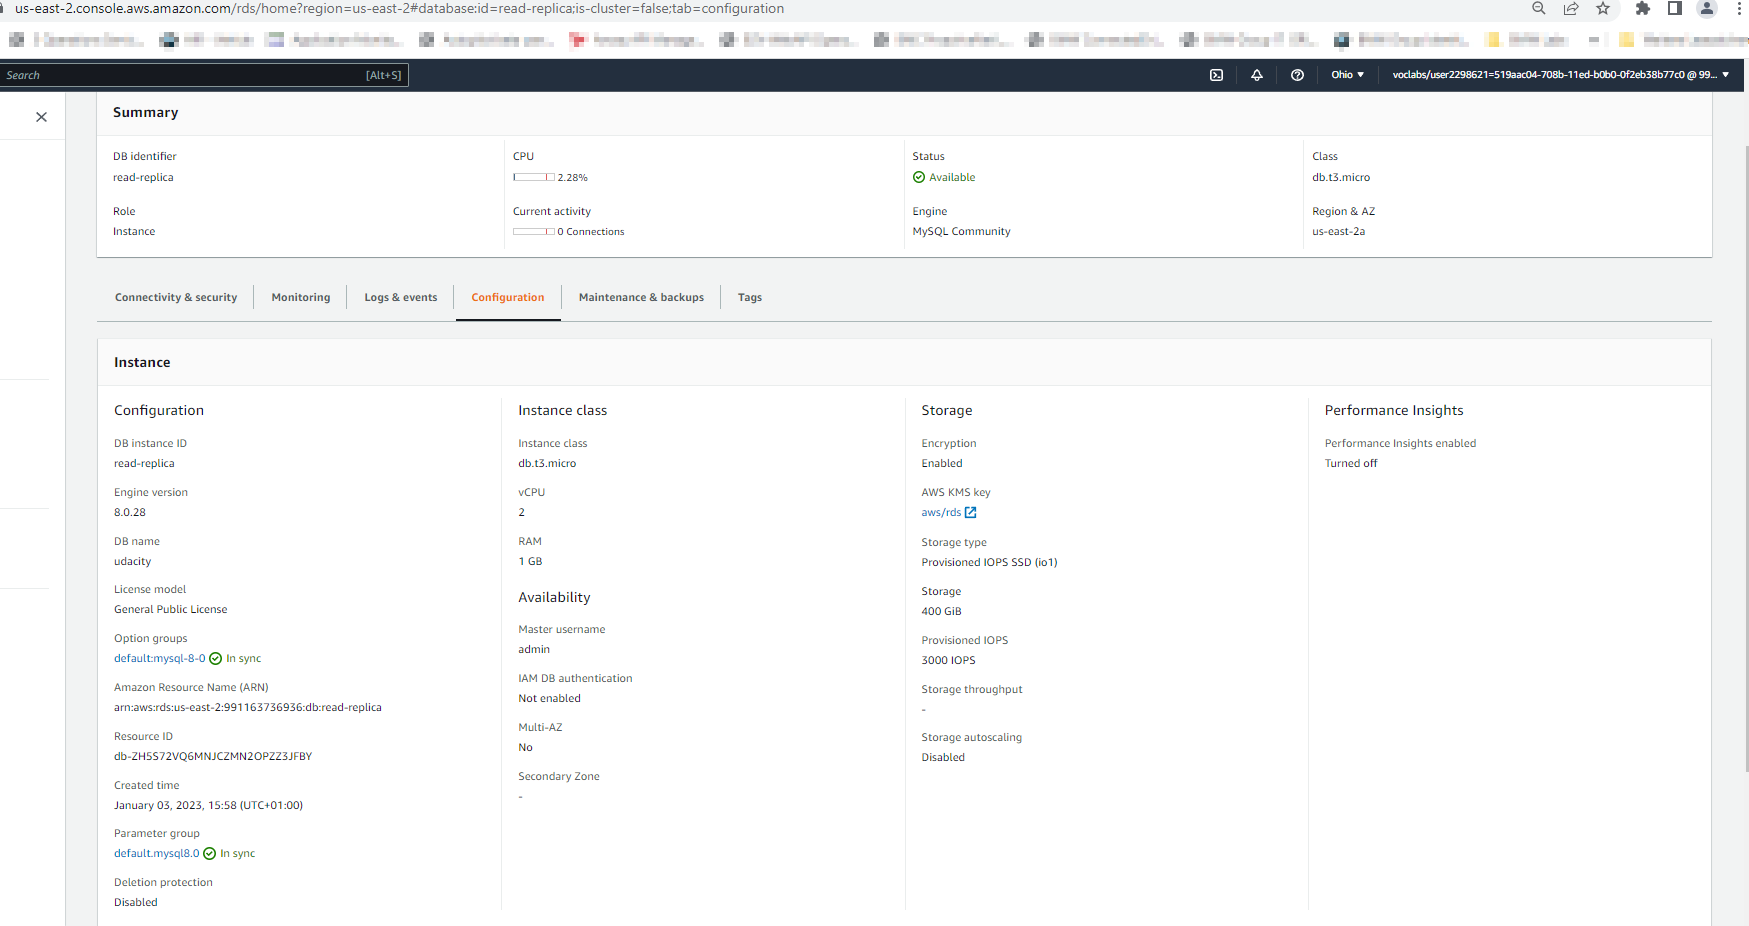 us-east-2.console.aws.amazon.com/rds/home?region=us-east-2#database:id=read-replica;is-cluster=false;tab=configuration
Search [Alt+S] Ohio ▼ voclabs/user2298621=519aac04-708b-11ed-b0b0-0f2eb38b77c0 @ 99... ▼
Summary
DB identifier
read-replica
CPU
2.28%
Status
Available
Class
db.t3.micro
Role
Instance
Current activity
0 Connections
Engine
MySQL Community
Region & AZ
us-east-2a
Connectivity & security Monitoring Logs & events Configuration Maintenance & backups Tags
Instance
Configuration
DB instance ID
read-replica
Engine version
8.0.28
DB name
udacity
License model
General Public License
Option groups
default:mysql-8-0 In sync
Amazon Resource Name (ARN)
arn:aws:rds:us-east-2:991163736936:db:read-replica
Resource ID
db-ZH5S72VQ6MNJCZMN2OPZZ3JFBY
Created time
January 03, 2023, 15:58 (UTC+01:00)
Parameter group
default.mysql8.0 In sync
Deletion protection
Disabled
Instance class
Instance class
db.t3.micro
vCPU
2
RAM
1 GB
Availability
Master username
admin
IAM DB authentication
Not enabled
Multi-AZ
No
Secondary Zone
-
Storage
Encryption
Enabled
AWS KMS key
aws/rds
Storage type
Provisioned IOPS SSD (io1)
Storage
400 GiB
Provisioned IOPS
3000 IOPS
Storage throughput
-
Storage autoscaling
Disabled
Performance Insights
Performance Insights enabled
Turned off